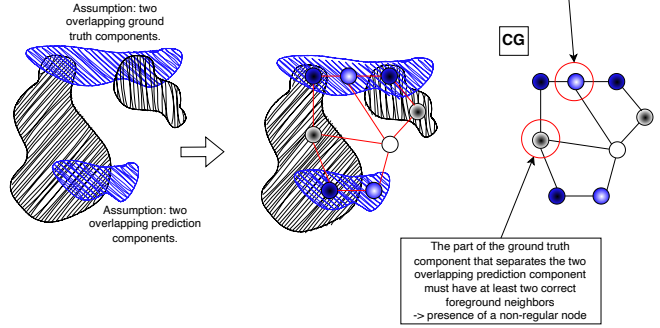 Assumption: two
overlapping ground
truth components.
CG
Assumption: two
overlapping prediction
components.
The part of the ground truth
component that separates the two
overlapping prediction component
must have at least two correct
foreground neighbors
-> presence of a non-regular node